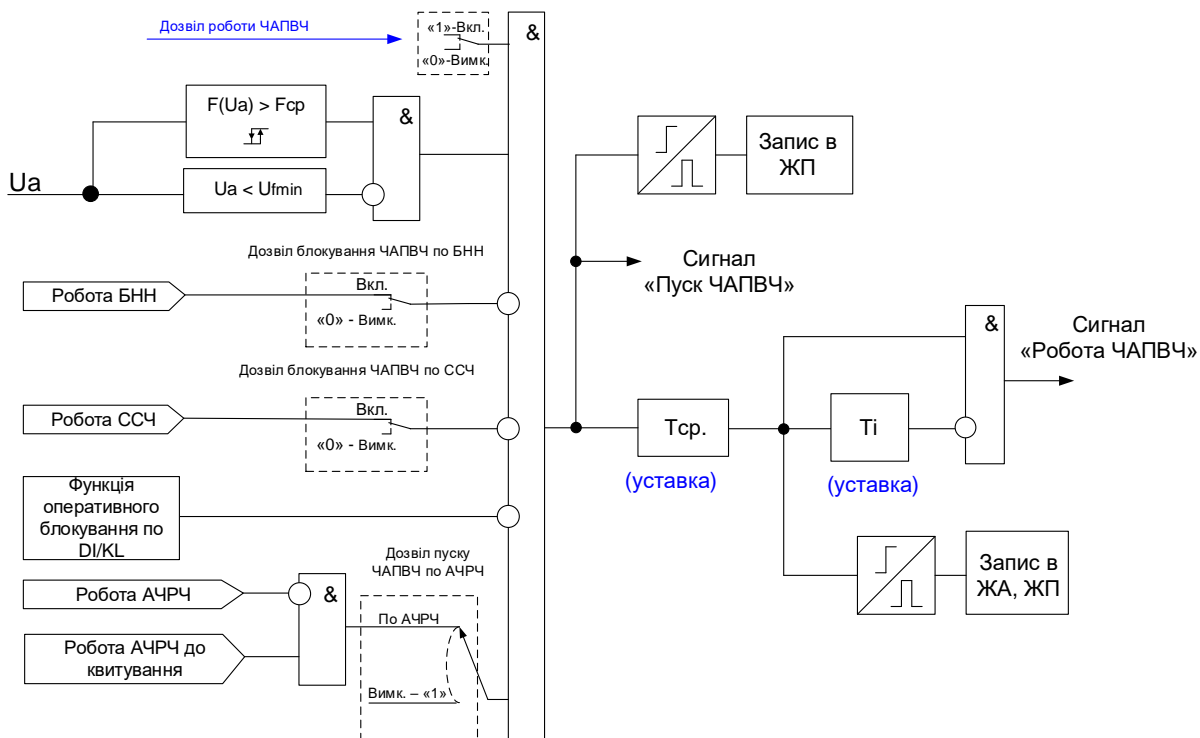 Дозвіл роботи ЧАПВЧ
«1»-Вкл.
«0»-Вимк.
&
F(Ua) > Fср
&
Ua
Ua < Ufmin
Запис в
ЖП
Дозвіл блокування ЧАПВЧ по БНН
Робота БНН
Вкл.
«0» - Вимк.
Сигнал
«Пуск ЧАПВЧ»
Дозвіл блокування ЧАПВЧ по ССЧ
Робота ССЧ
Вкл.
«0» - Вимк.
Тср.
(уставка)
Ti
(уставка)
&
Сигнал
«Робота ЧАПВЧ»
Функція
оперативного
блокування по
DI/KL
Запис в
ЖА, ЖП
Робота АЧРЧ
&
Робота АЧРЧ до
квитування
Дозвіл пуску
ЧАПВЧ по АЧРЧ
По АЧРЧ
Вимк. – «1»